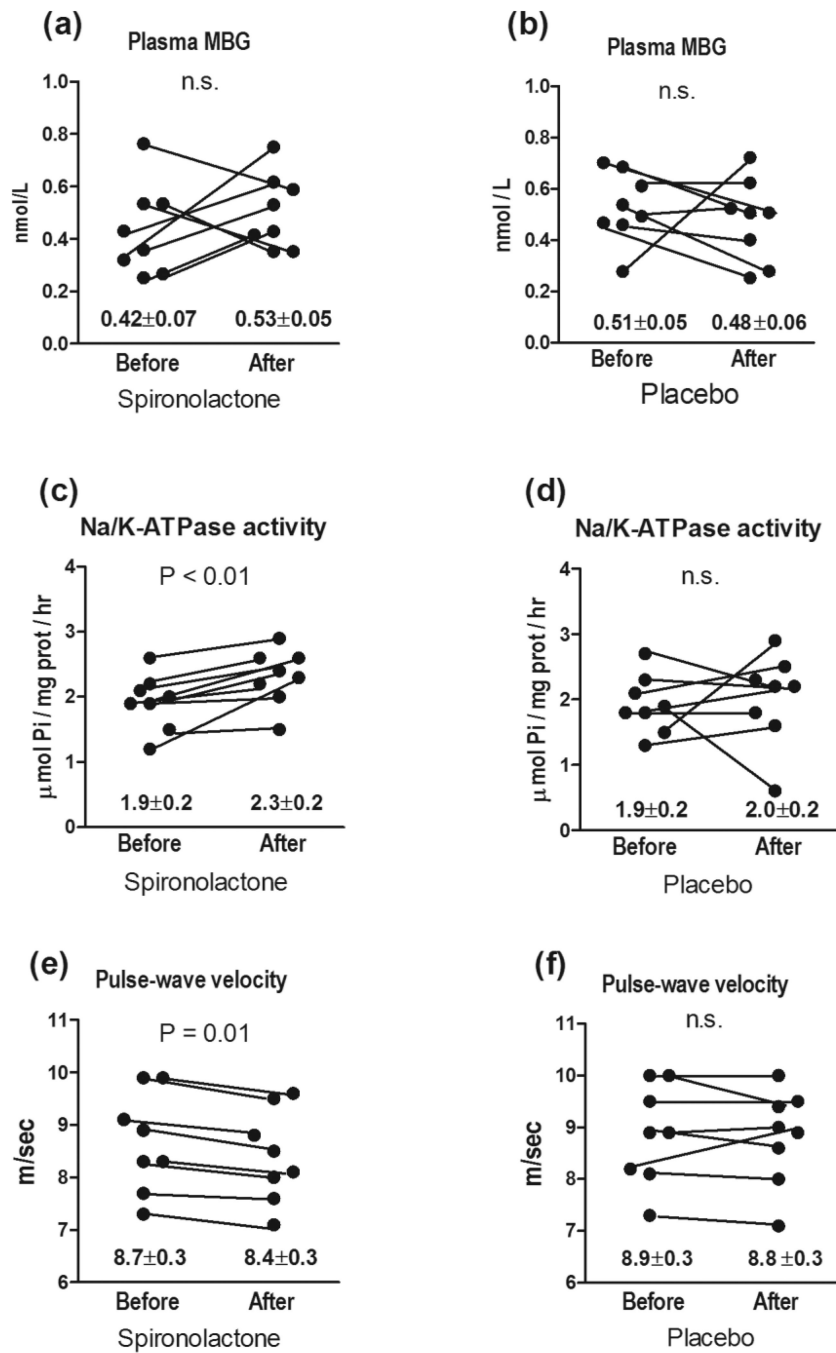 (a)
Plasma MBG
n.s.
nmol/L
1.0
0.8
0.6
0.4
0.2
0.0
0.42±0.07 0.53±0.05
Before After
Spironolactone
(b)
Plasma MBG
n.s.
nmol / L
1.0
0.8
0.6
0.4
0.2
0.0
0.51±0.05 0.48±0.06
Before After
Placebo
(c)
Na/K-ATPase activity
P < 0.01
μmol Pi / mg prot / hr
4
3
2
1
0
1.9±0.2 2.3±0.2
Before After
Spironolactone
(d)
Na/K-ATPase activity
n.s.
μmol Pi / mg prot / hr
4
3
2
1
0
1.9±0.2 2.0±0.2
Before After
Placebo
(e)
Pulse-wave velocity
P = 0.01
m/sec
11
10
9
8
7
6
8.7±0.3 8.4±0.3
Before After
Spironolactone
(f)
Pulse-wave velocity
n.s.
m/sec
11
10
9
8
7
6
8.9±0.3 8.8±0.3
Before After
Placebo